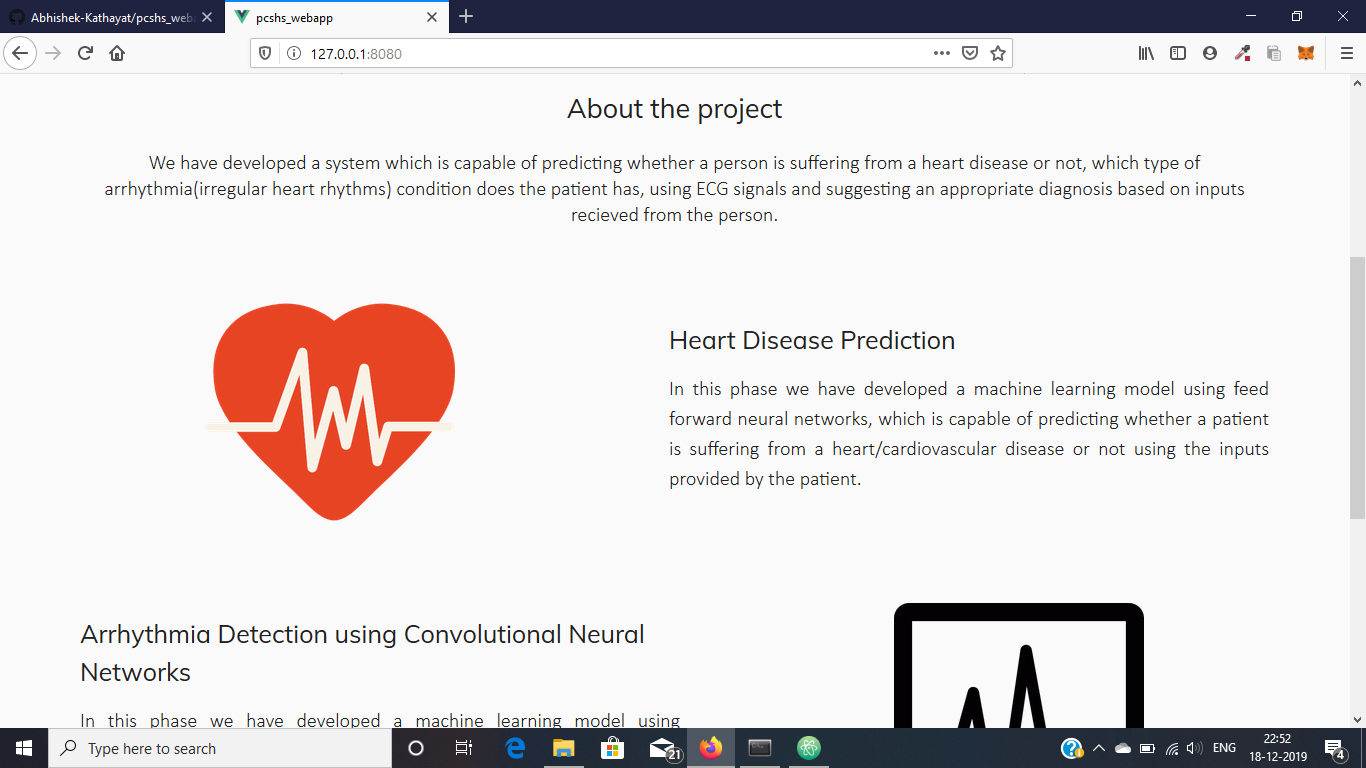 Abhishek-Kathayat/pcshs_web
pcshs_webapp
127.0.0.1:8080
About the project
We have developed a system which is capable of predicting whether a person is suffering from a heart disease or not, which type of
arrhythmia(irregular heart rhythms) condition does the patient has, using ECG signals and suggesting an appropriate diagnosis based on inputs
recieved from the person.
Heart Disease Prediction
In this phase we have developed a machine learning model using feed
forward neural networks, which is capable of predicting whether a patient
is suffering from a heart/cardiovascular disease or not using the inputs
provided by the patient.
Arrhythmia Detection using Convolutional Neural
Networks
In this phase we have developed a machine learning model using
Type here to search
21
ENG
22:52
18-12-2019
4